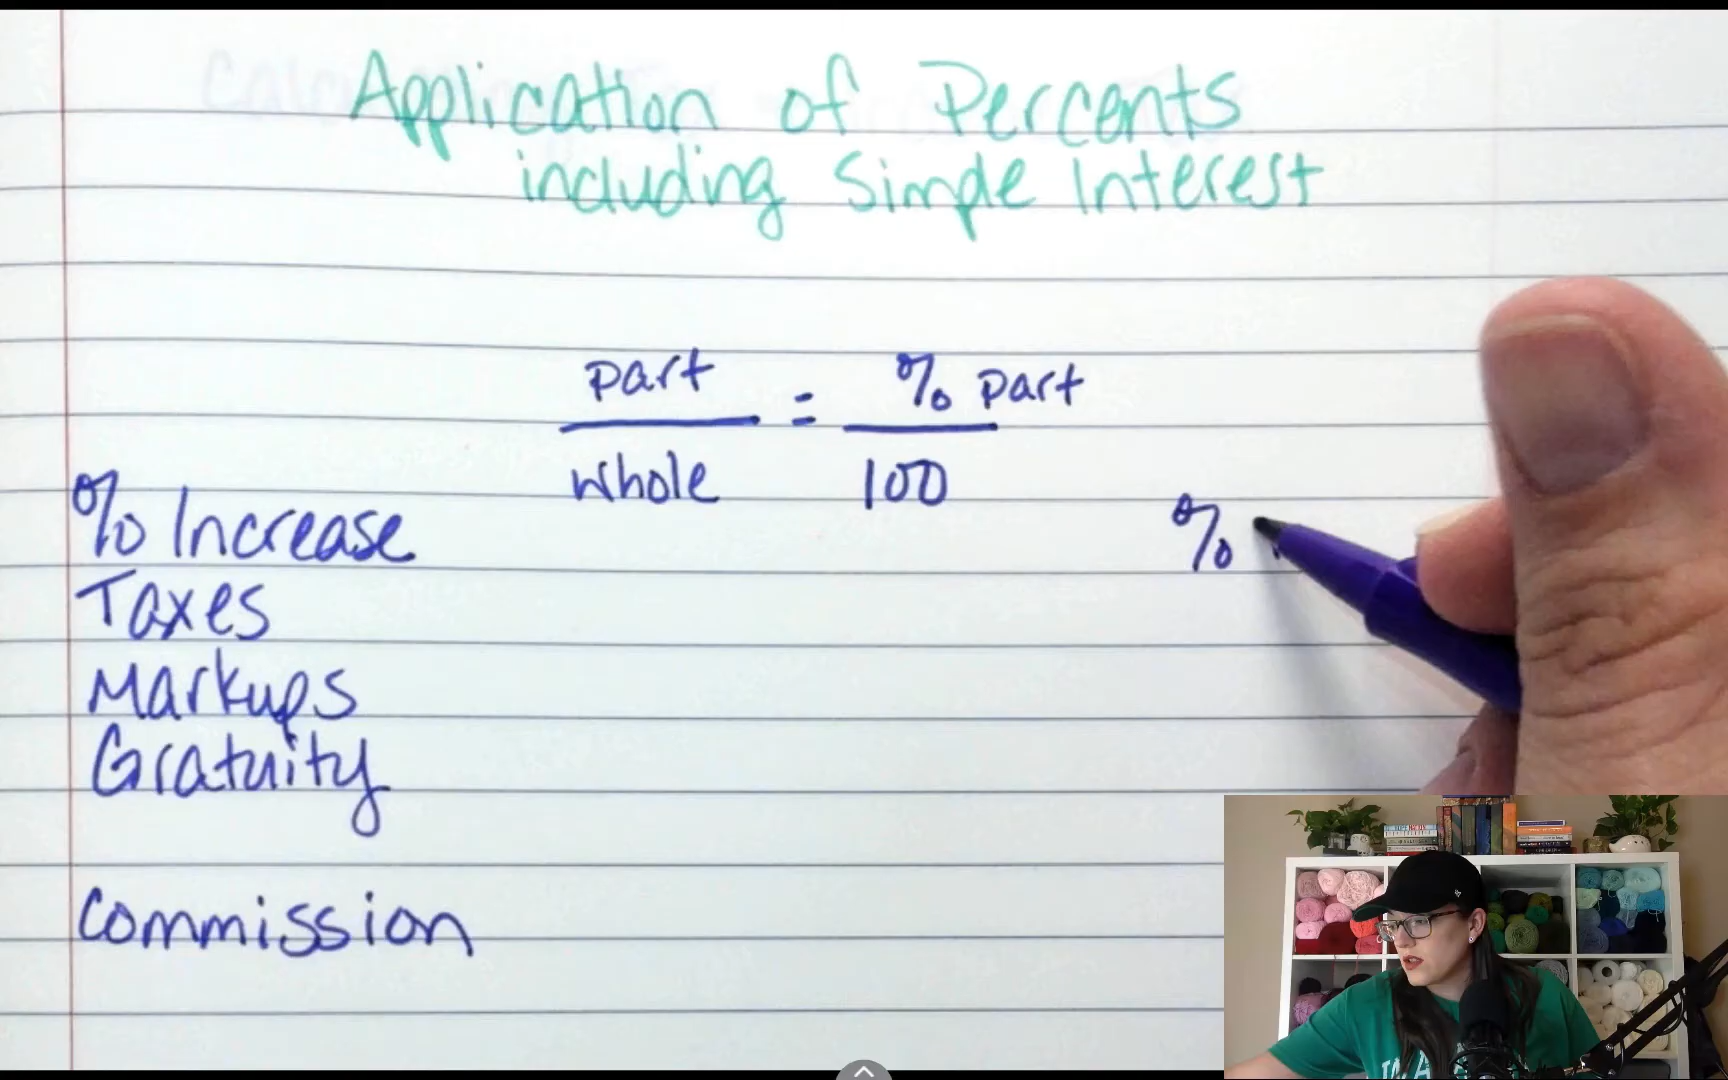 Application of Percents
including Simple Interest
part = % part
whole 100
% Increase
%
Taxes
Markups
Gratuity
Commission